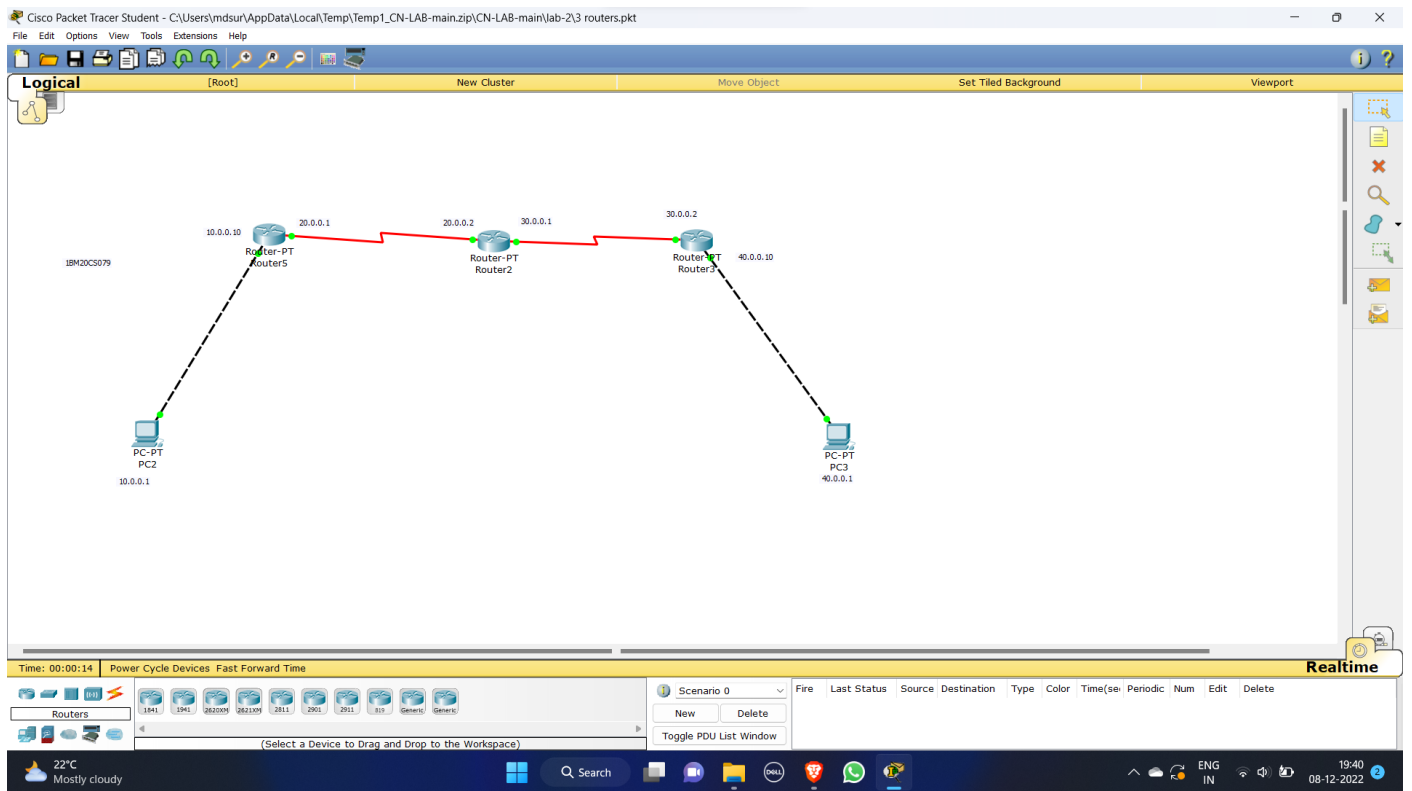 Cisco Packet Tracer Student - C:\Users\mdsur\AppData\Local\Temp\Temp1_CN-LAB-main.zip\CN-LAB-main\lab-2\3 routers.pkt
File Edit Options View Tools Extensions Help
Logical [Root] New Cluster Move Object Set Tiled Background Viewport
30.0.0.2
20.0.0.1 20.0.0.2 30.0.0.1
10.0.0.10
Router-PT Router-PT Router-PT 40.0.0.10
1BM20CS079 Router5 Router2 Router3
PC-PT PC-PT
PC2 PC3
10.0.0.1 40.0.0.1
Time: 00:00:14 Power Cycle Devices Fast Forward Time Realtime
Scenario 0 Fire Last Status Source Destination Type Color Time(se Periodic Num Edit Delete
Routers 1841 1941 2620XM 2621XM 2811 2901 2911 819 Generic Generic New Delete
Toggle PDU List Window
(Select a Device to Drag and Drop to the Workspace)
22°C
Mostly cloudy
Search
DELL
ENG
IN
19:40
08-12-2022
2